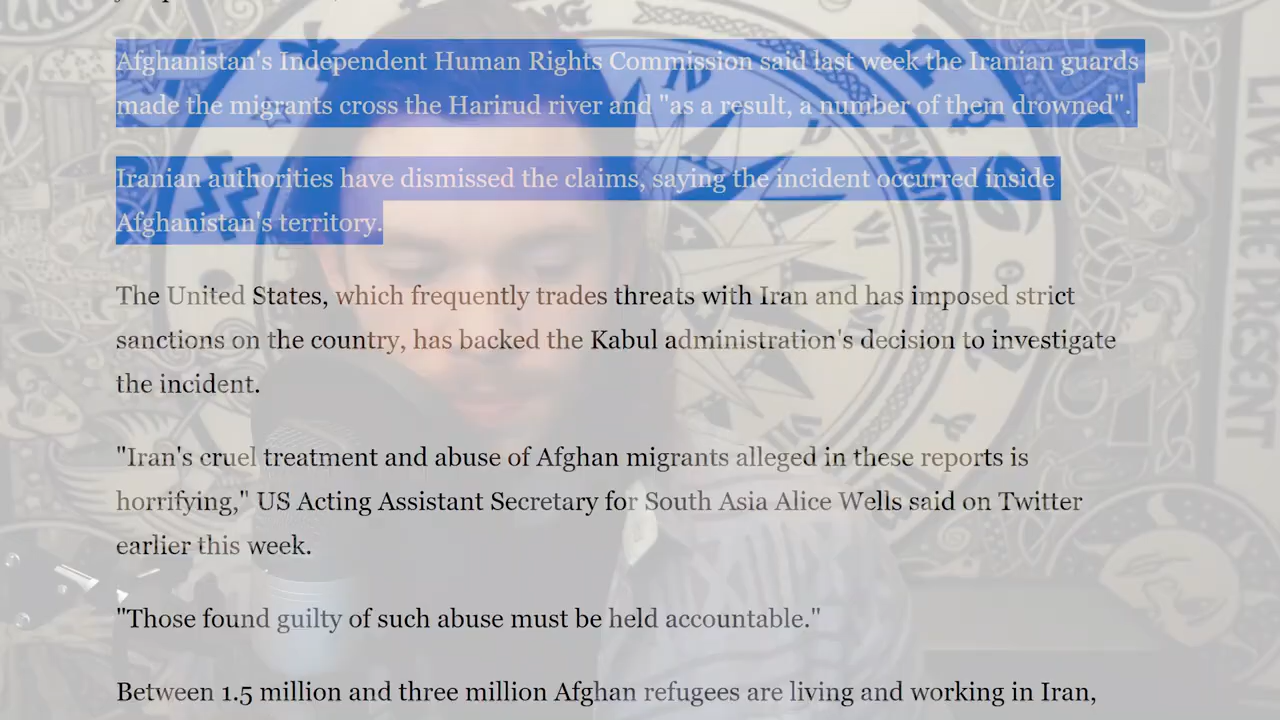 Afghanistan's Independent Human Rights Commission said last week the Iranian guards
made the migrants cross the Harirud river and "as a result, a number of them drowned".
Iranian authorities have dismissed the claims, saying the incident occurred inside
Afghanistan's territory.
The United States, which frequently trades threats with Iran and has imposed strict
sanctions on the country, has backed the Kabul administration's decision to investigate
the incident.
"Iran's cruel treatment and abuse of Afghan migrants alleged in these reports is
horrifying," US Acting Assistant Secretary for South Asia Alice Wells said on Twitter
earlier this week.
"Those found guilty of such abuse must be held accountable."
Between 1.5 million and three million Afghan refugees are living and working in Iran,
LIVE THE PRESENT